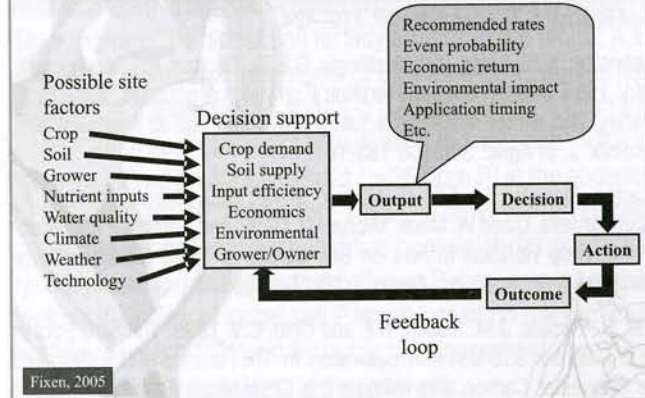 Recommended rates
Event probability
Economic return
Environmental impact
Application timing
Etc.
Possible site
factors
Crop
Soil
Grower
Nutrient inputs
Water quality
Climate
Weather
Technology
Decision support
Crop demand
Soil supply
Input efficiency
Economics
Environmental
Grower/Owner
Output
Decision
Action
Outcome
Feedback
loop
Fixen, 2005